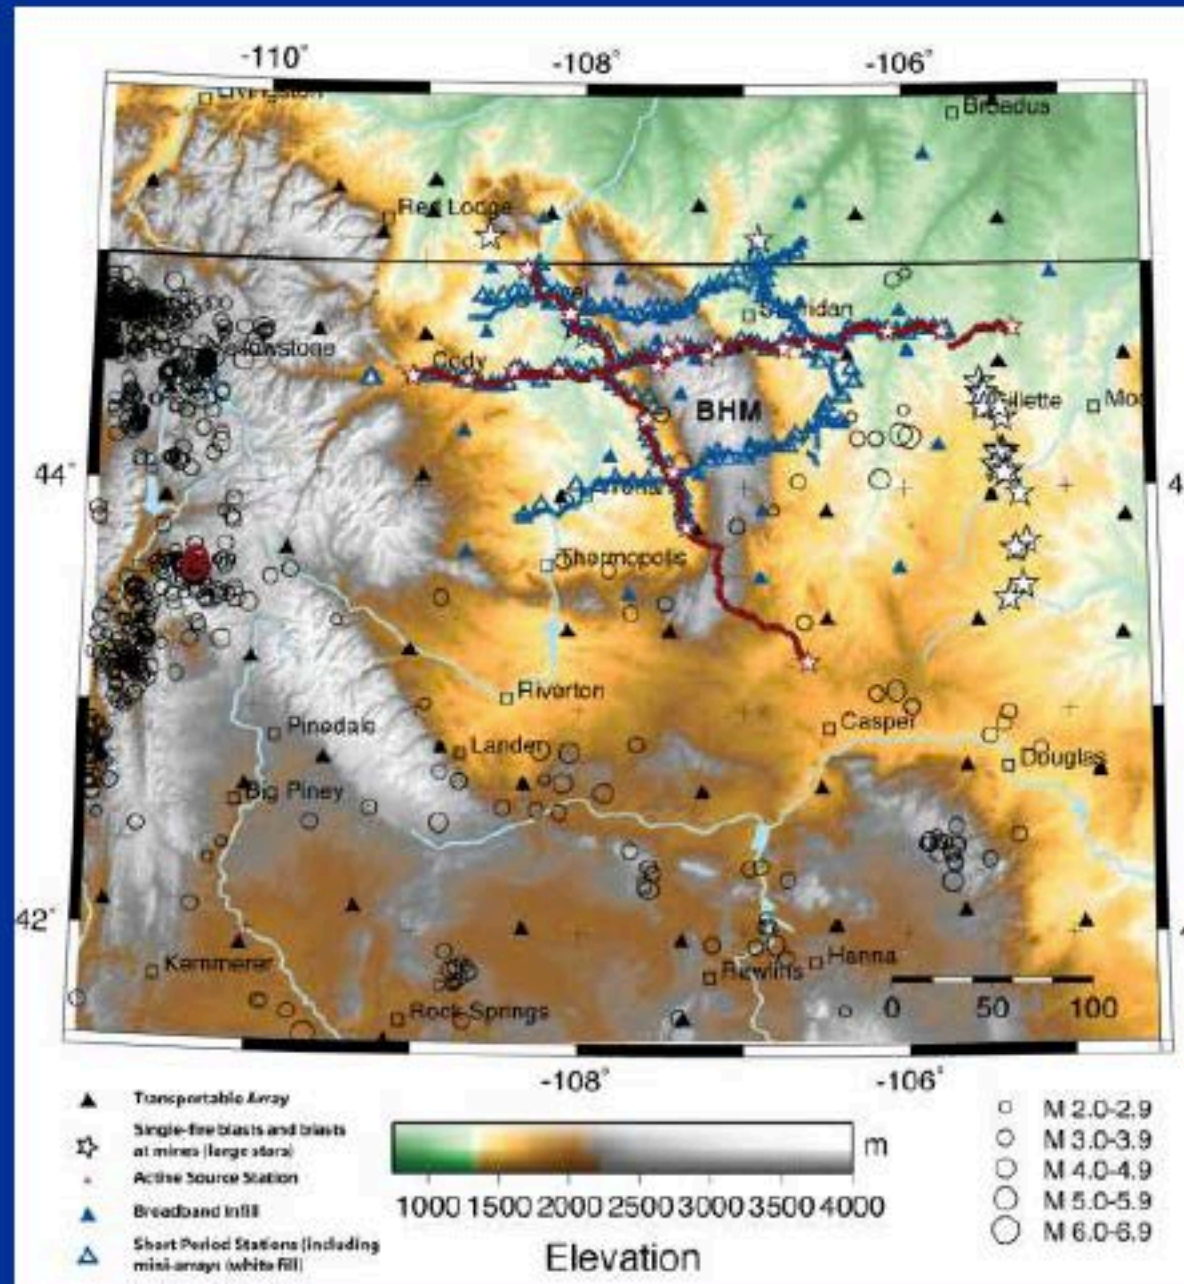 -110°
-108°
-106°
Broadus
Red Lodge
Cody
BHM
44°
Thermopolis
Riverton
Casper
Pinedale
Lander
Douglas
Big Piney
42°
Kemmerer
Rawlins
Hanna
Rock Springs
0
50
100
-108°
-106°
Transportable Array
Single-fire blasts and blasts
at mines (large stars)
Active Source Station
Breadband Infill
Short Period Stations (including
mini-arrays (white fill)
m
1000 1500 2000 2500 3000 3500 4000
Elevation
M 2.0-2.9
M 3.0-3.9
M 4.0-4.9
M 5.0-5.9
M 6.0-6.9